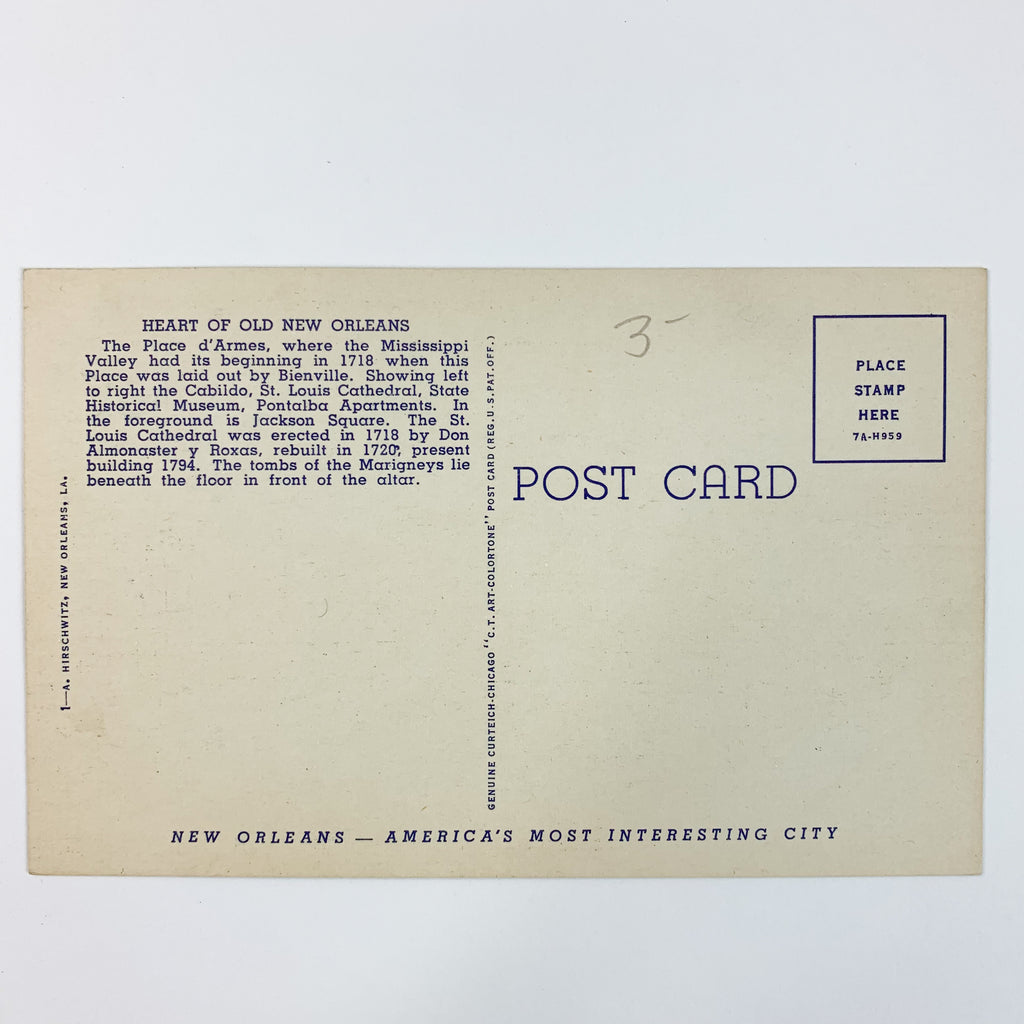 HEART OF OLD NEW ORLEANS
The Place d'Armes, where the Mississippi
Valley had its beginning in 1718 when this
Place was laid out by Bienville. Showing left
to right the Cabildo, St. Louis Cathedral, State
Historical Museum, Pontalba Apartments. In
the foreground is Jackson Square. The St.
Louis Cathedral was erected in 1718 by Don
Almonaster y Roxas, rebuilt in 1720, present
building 1794. The tombs of the Marigneys lie
beneath the floor in front of the altar.
1—A. HIRSCHWITZ, NEW ORLEANS, LA.
GENUINE CURTEICH-CHICAGO "C.T. ART-COLORTONE" POST CARD (REG. U.S. PAT. OFF.)
3-
POST CARD
PLACE
STAMP
HERE
7A-H959
NEW ORLEANS — AMERICA'S MOST INTERESTING CITY